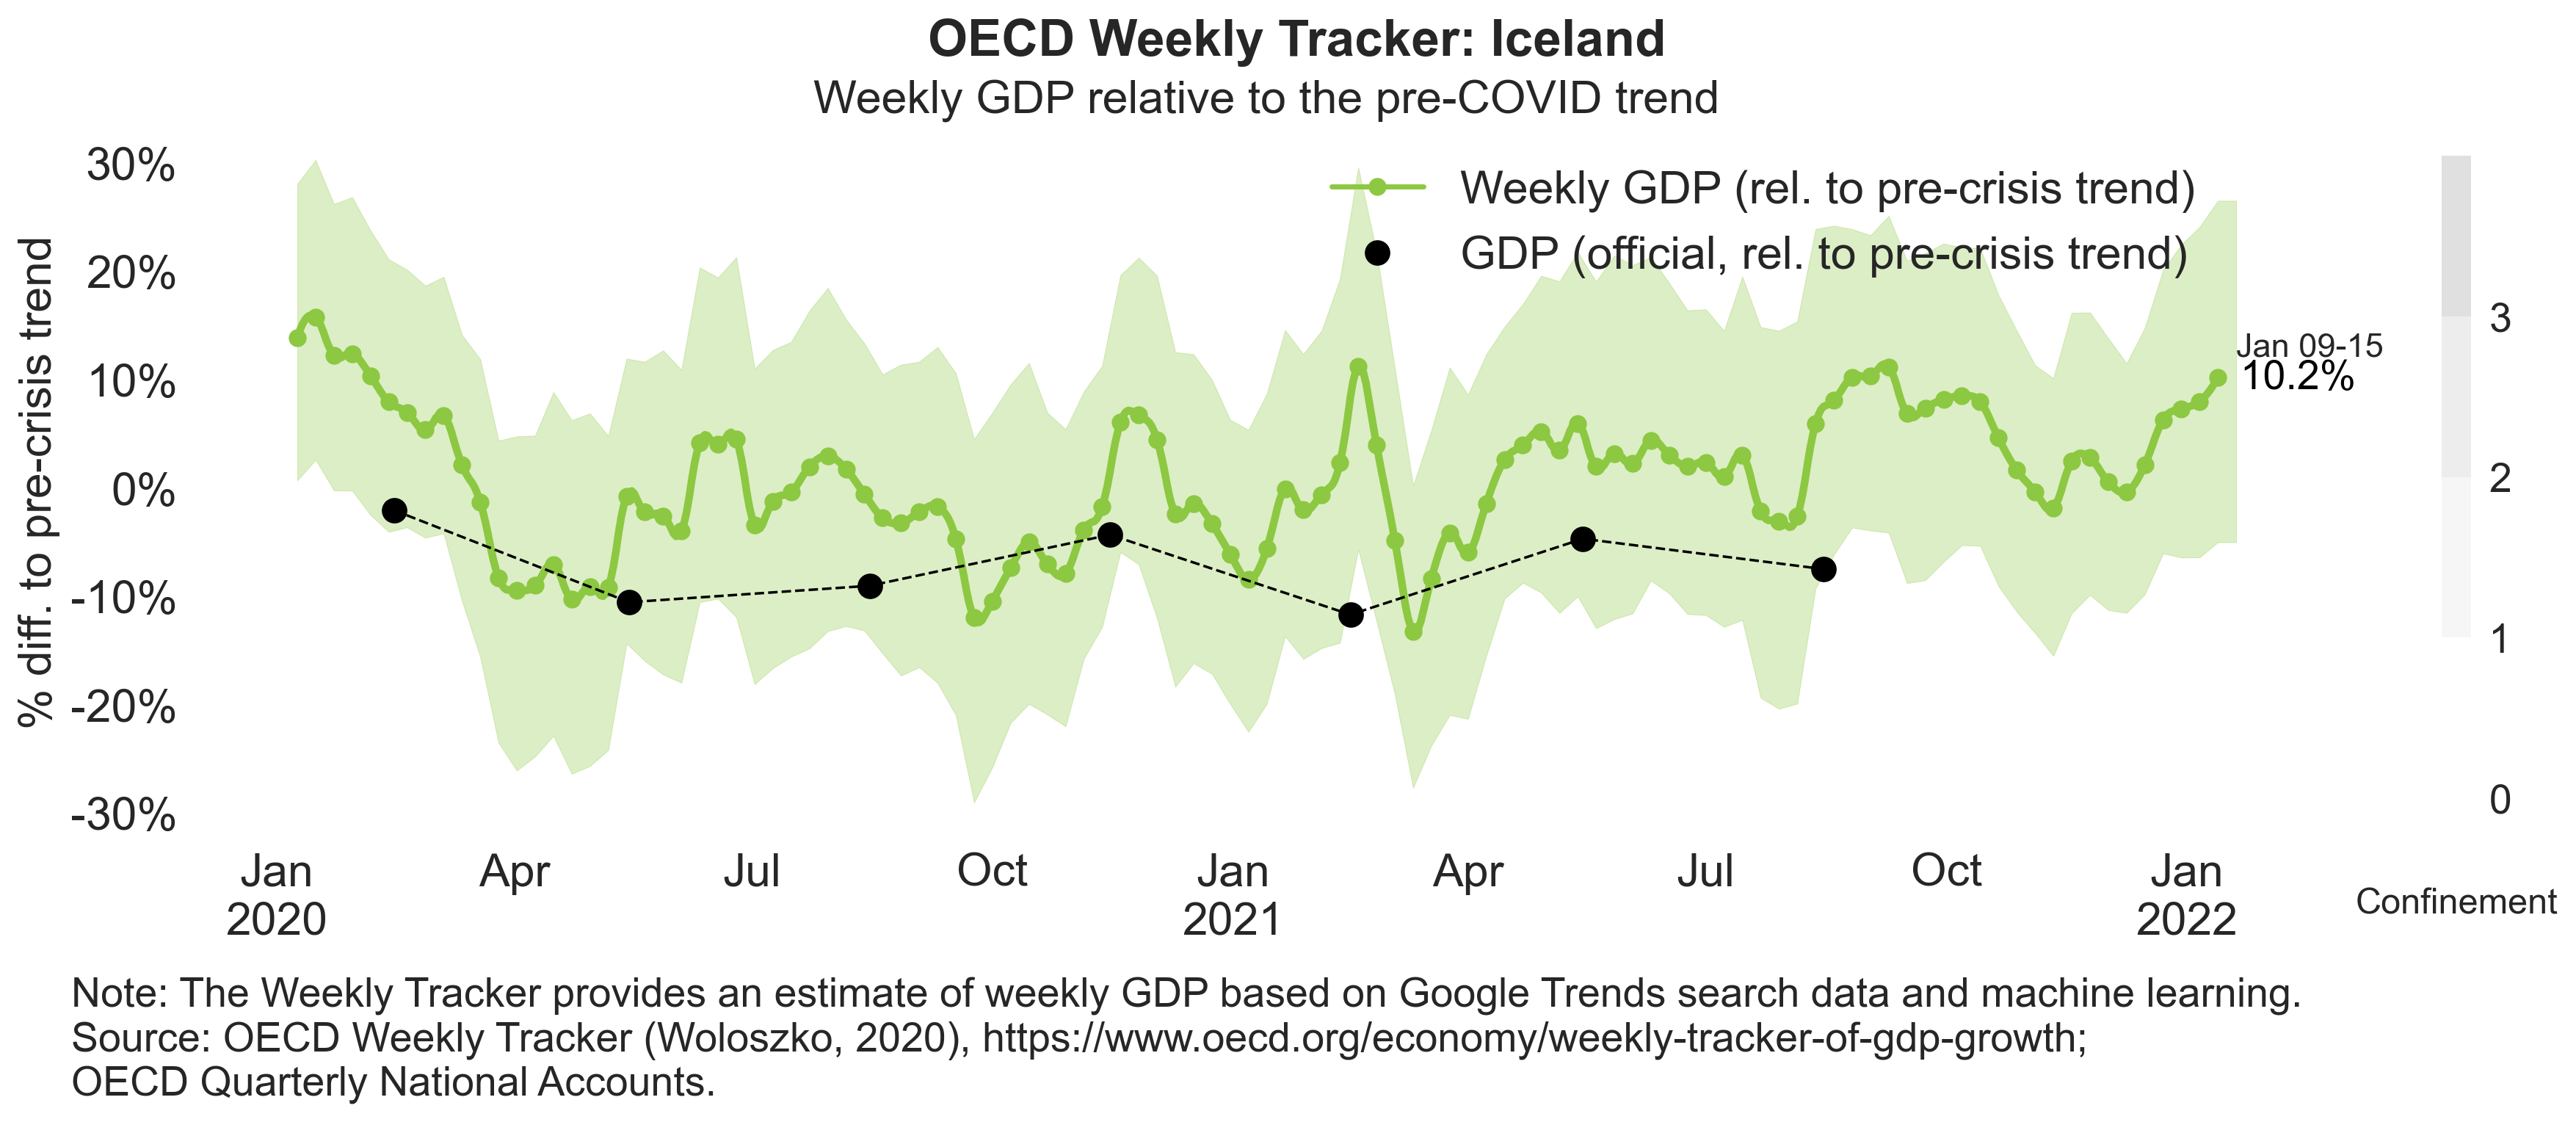 OECD Weekly Tracker: Iceland
Weekly GDP relative to the pre-COVID trend
% diff. to pre-crisis trend
30%
20%
10%
0%
-10%
-20%
-30%
Weekly GDP (rel. to pre-crisis trend)
GDP (official, rel. to pre-crisis trend)
Jan 09-15
10.2%
3
2
1
0
Confinement
Jan Apr Jul Oct Jan Apr Jul Oct Jan
2020 2021 2022
Note: The Weekly Tracker provides an estimate of weekly GDP based on Google Trends search data and machine learning.
Source: OECD Weekly Tracker (Woloszko, 2020), https://www.oecd.org/economy/weekly-tracker-of-gdp-growth;
OECD Quarterly National Accounts.